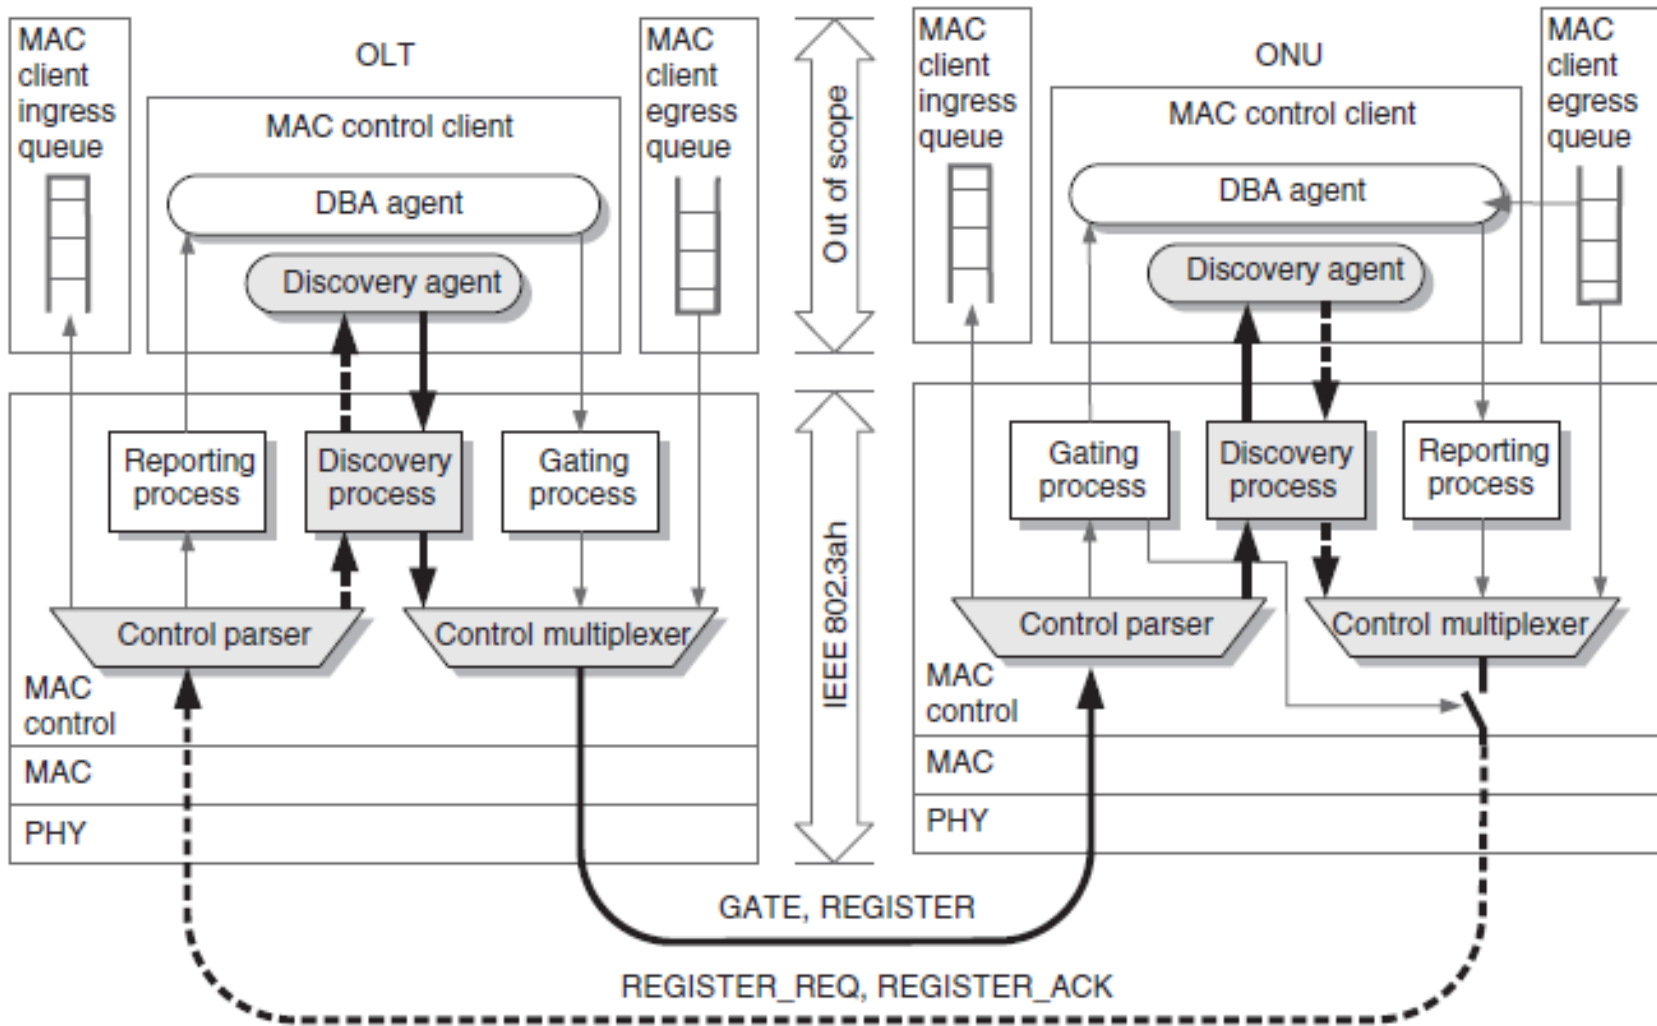 MAC
client
ingress
queue
OLT
MAC
client
egress
queue
MAC control client
DBA agent
Discovery agent
Reporting
process
Discovery
process
Gating
process
Control parser
Control multiplexer
MAC
control
MAC
PHY
Out of scope
IEEE 802.3ah
MAC
client
ingress
queue
ONU
MAC
client
egress
queue
MAC control client
DBA agent
Discovery agent
Gating
process
Discovery
process
Reporting
process
Control parser
Control multiplexer
MAC
control
MAC
PHY
GATE, REGISTER
REGISTER_REQ, REGISTER_ACK